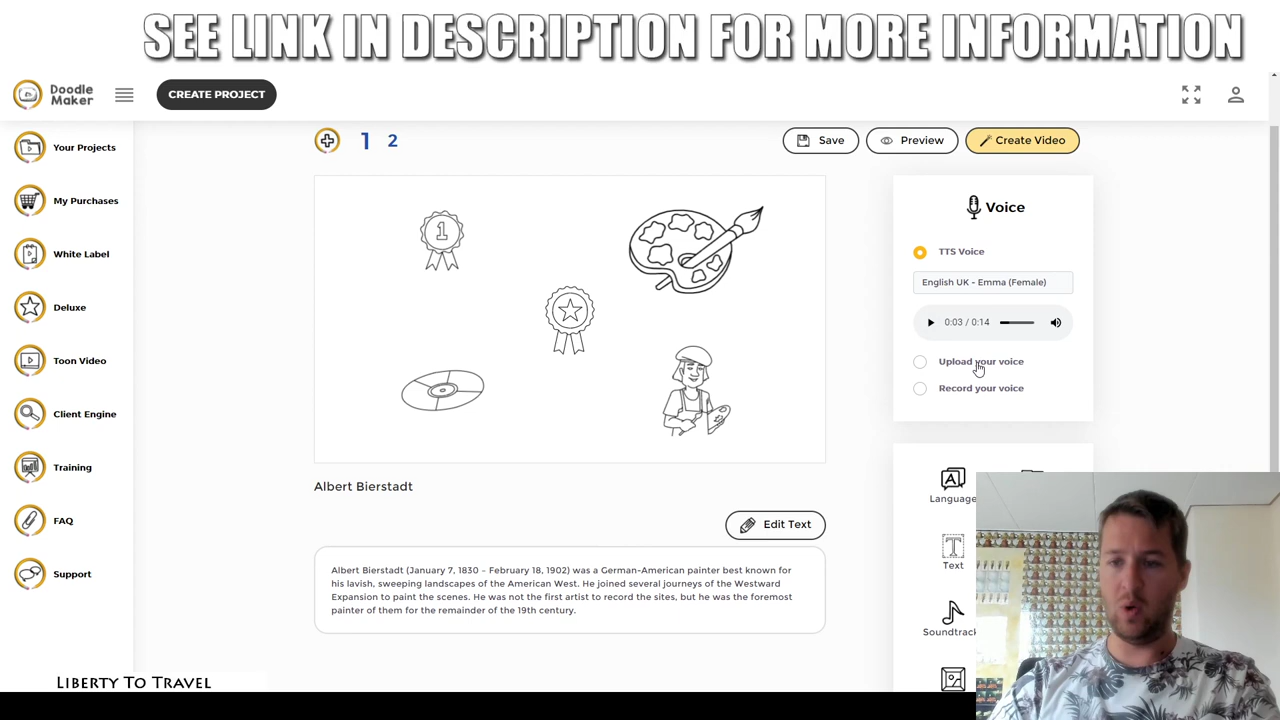 SEE LINK IN DESCRIPTION FOR MORE INFORMATION
Doodle
Maker
CREATE PROJECT
Your Projects
My Purchases
White Label
Deluxe
Toon Video
Client Engine
Training
FAQ
Support
1 2
Save
Preview
Create Video
1
Albert Bierstadt
Edit Text
Albert Bierstadt (January 7, 1830 – February 18, 1902) was a German-American painter best known for
his lavish, sweeping landscapes of the American West. He joined several journeys of the Westward
Expansion to paint the scenes. He was not the first artist to record the sites, but he was the foremost
painter of them for the remainder of the 19th century.
Voice
TTS Voice
English UK - Emma (Female)
0:03 / 0:14
Upload your voice
Record your voice
Language
Text
Soundtrack
LIBERTY TO TRAVEL